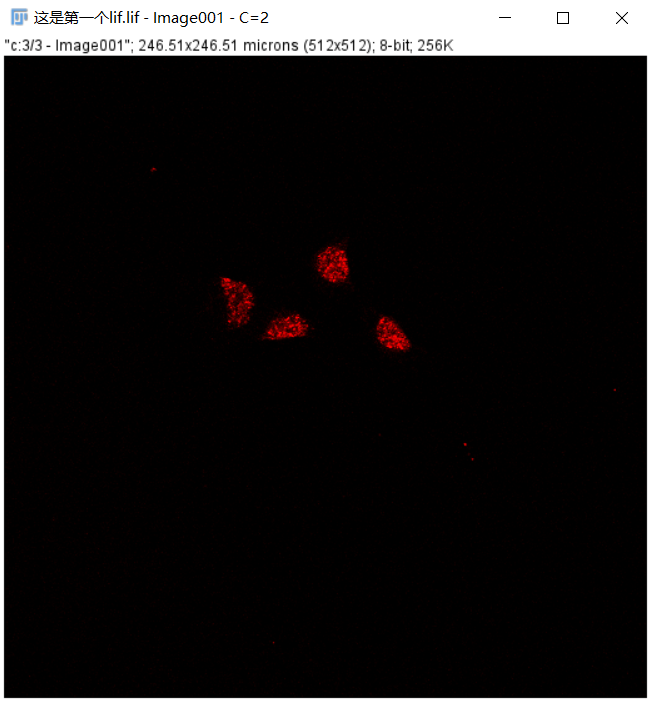 这是第一个lif.lif - Image001 - C=2
"c:3/3 - Image001"; 246.51x246.51 microns (512x512); 8-bit; 256K